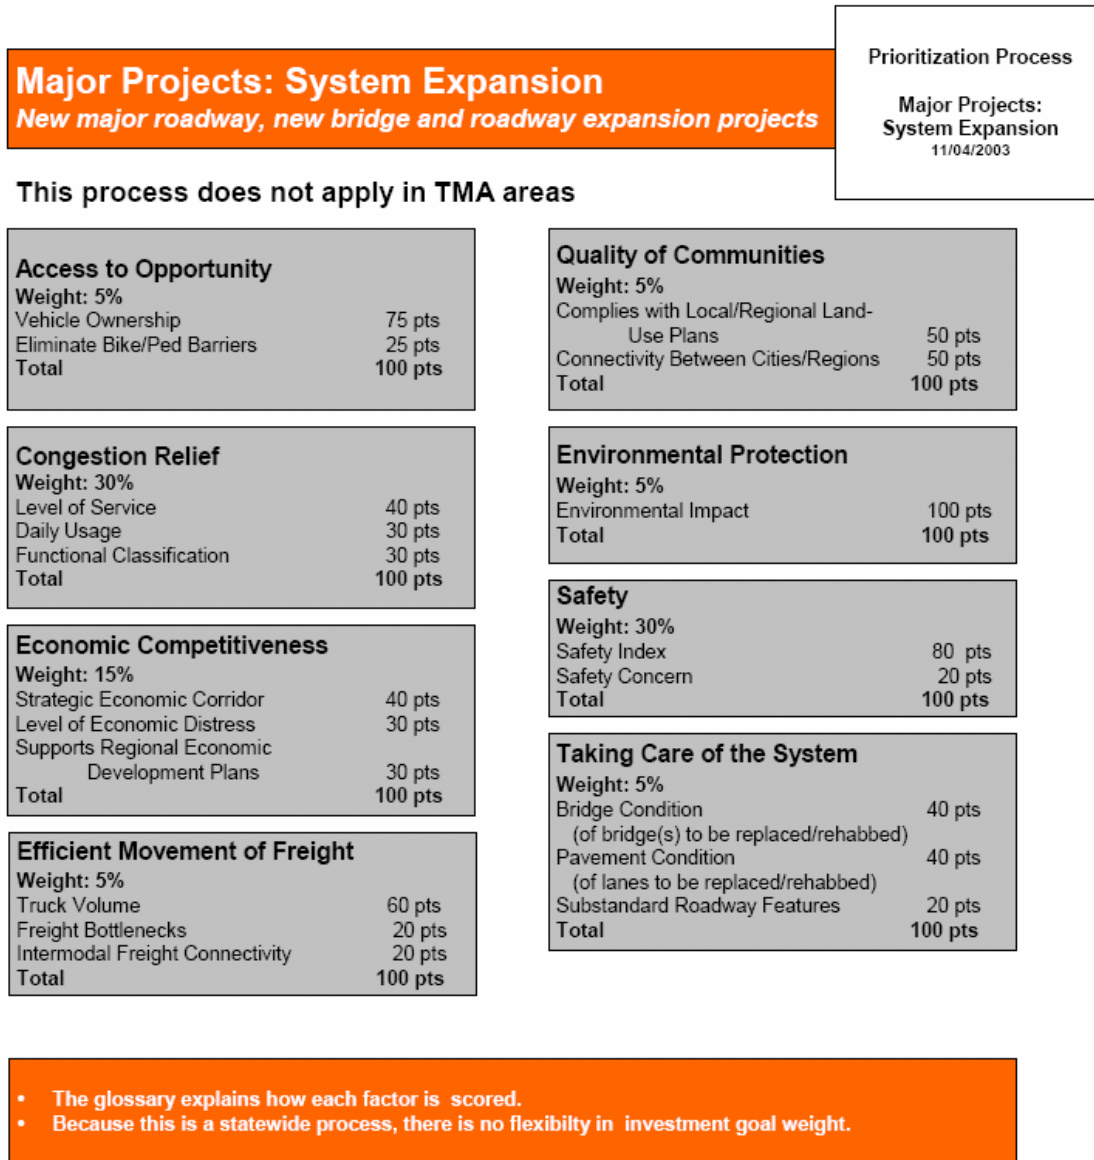 Prioritization Process
Major Projects:
System Expansion
11/04/2003
Major Projects: System Expansion
New major roadway, new bridge and roadway expansion projects
This process does not apply in TMA areas
Access to Opportunity
Weight: 5%
Vehicle Ownership 75 pts
Eliminate Bike/Ped Barriers 25 pts
Total 100 pts
Congestion Relief
Weight: 30%
Level of Service 40 pts
Daily Usage 30 pts
Functional Classification 30 pts
Total 100 pts
Economic Competitiveness
Weight: 15%
Strategic Economic Corridor 40 pts
Level of Economic Distress 30 pts
Supports Regional Economic
Development Plans 30 pts
Total 100 pts
Efficient Movement of Freight
Weight: 5%
Truck Volume 60 pts
Freight Bottlenecks 20 pts
Intermodal Freight Connectivity 20 pts
Total 100 pts
Quality of Communities
Weight: 5%
Complies with Local/Regional Land-
Use Plans 50 pts
Connectivity Between Cities/Regions 50 pts
Total 100 pts
Environmental Protection
Weight: 5%
Environmental Impact 100 pts
Total 100 pts
Safety
Weight: 30%
Safety Index 80 pts
Safety Concern 20 pts
Total 100 pts
Taking Care of the System
Weight: 5%
Bridge Condition 40 pts
(of bridge(s) to be replaced/rehabbed)
Pavement Condition 40 pts
(of lanes to be replaced/rehabbed)
Substandard Roadway Features 20 pts
Total 100 pts
• The glossary explains how each factor is scored.
• Because this is a statewide process, there is no flexibilty in investment goal weight.